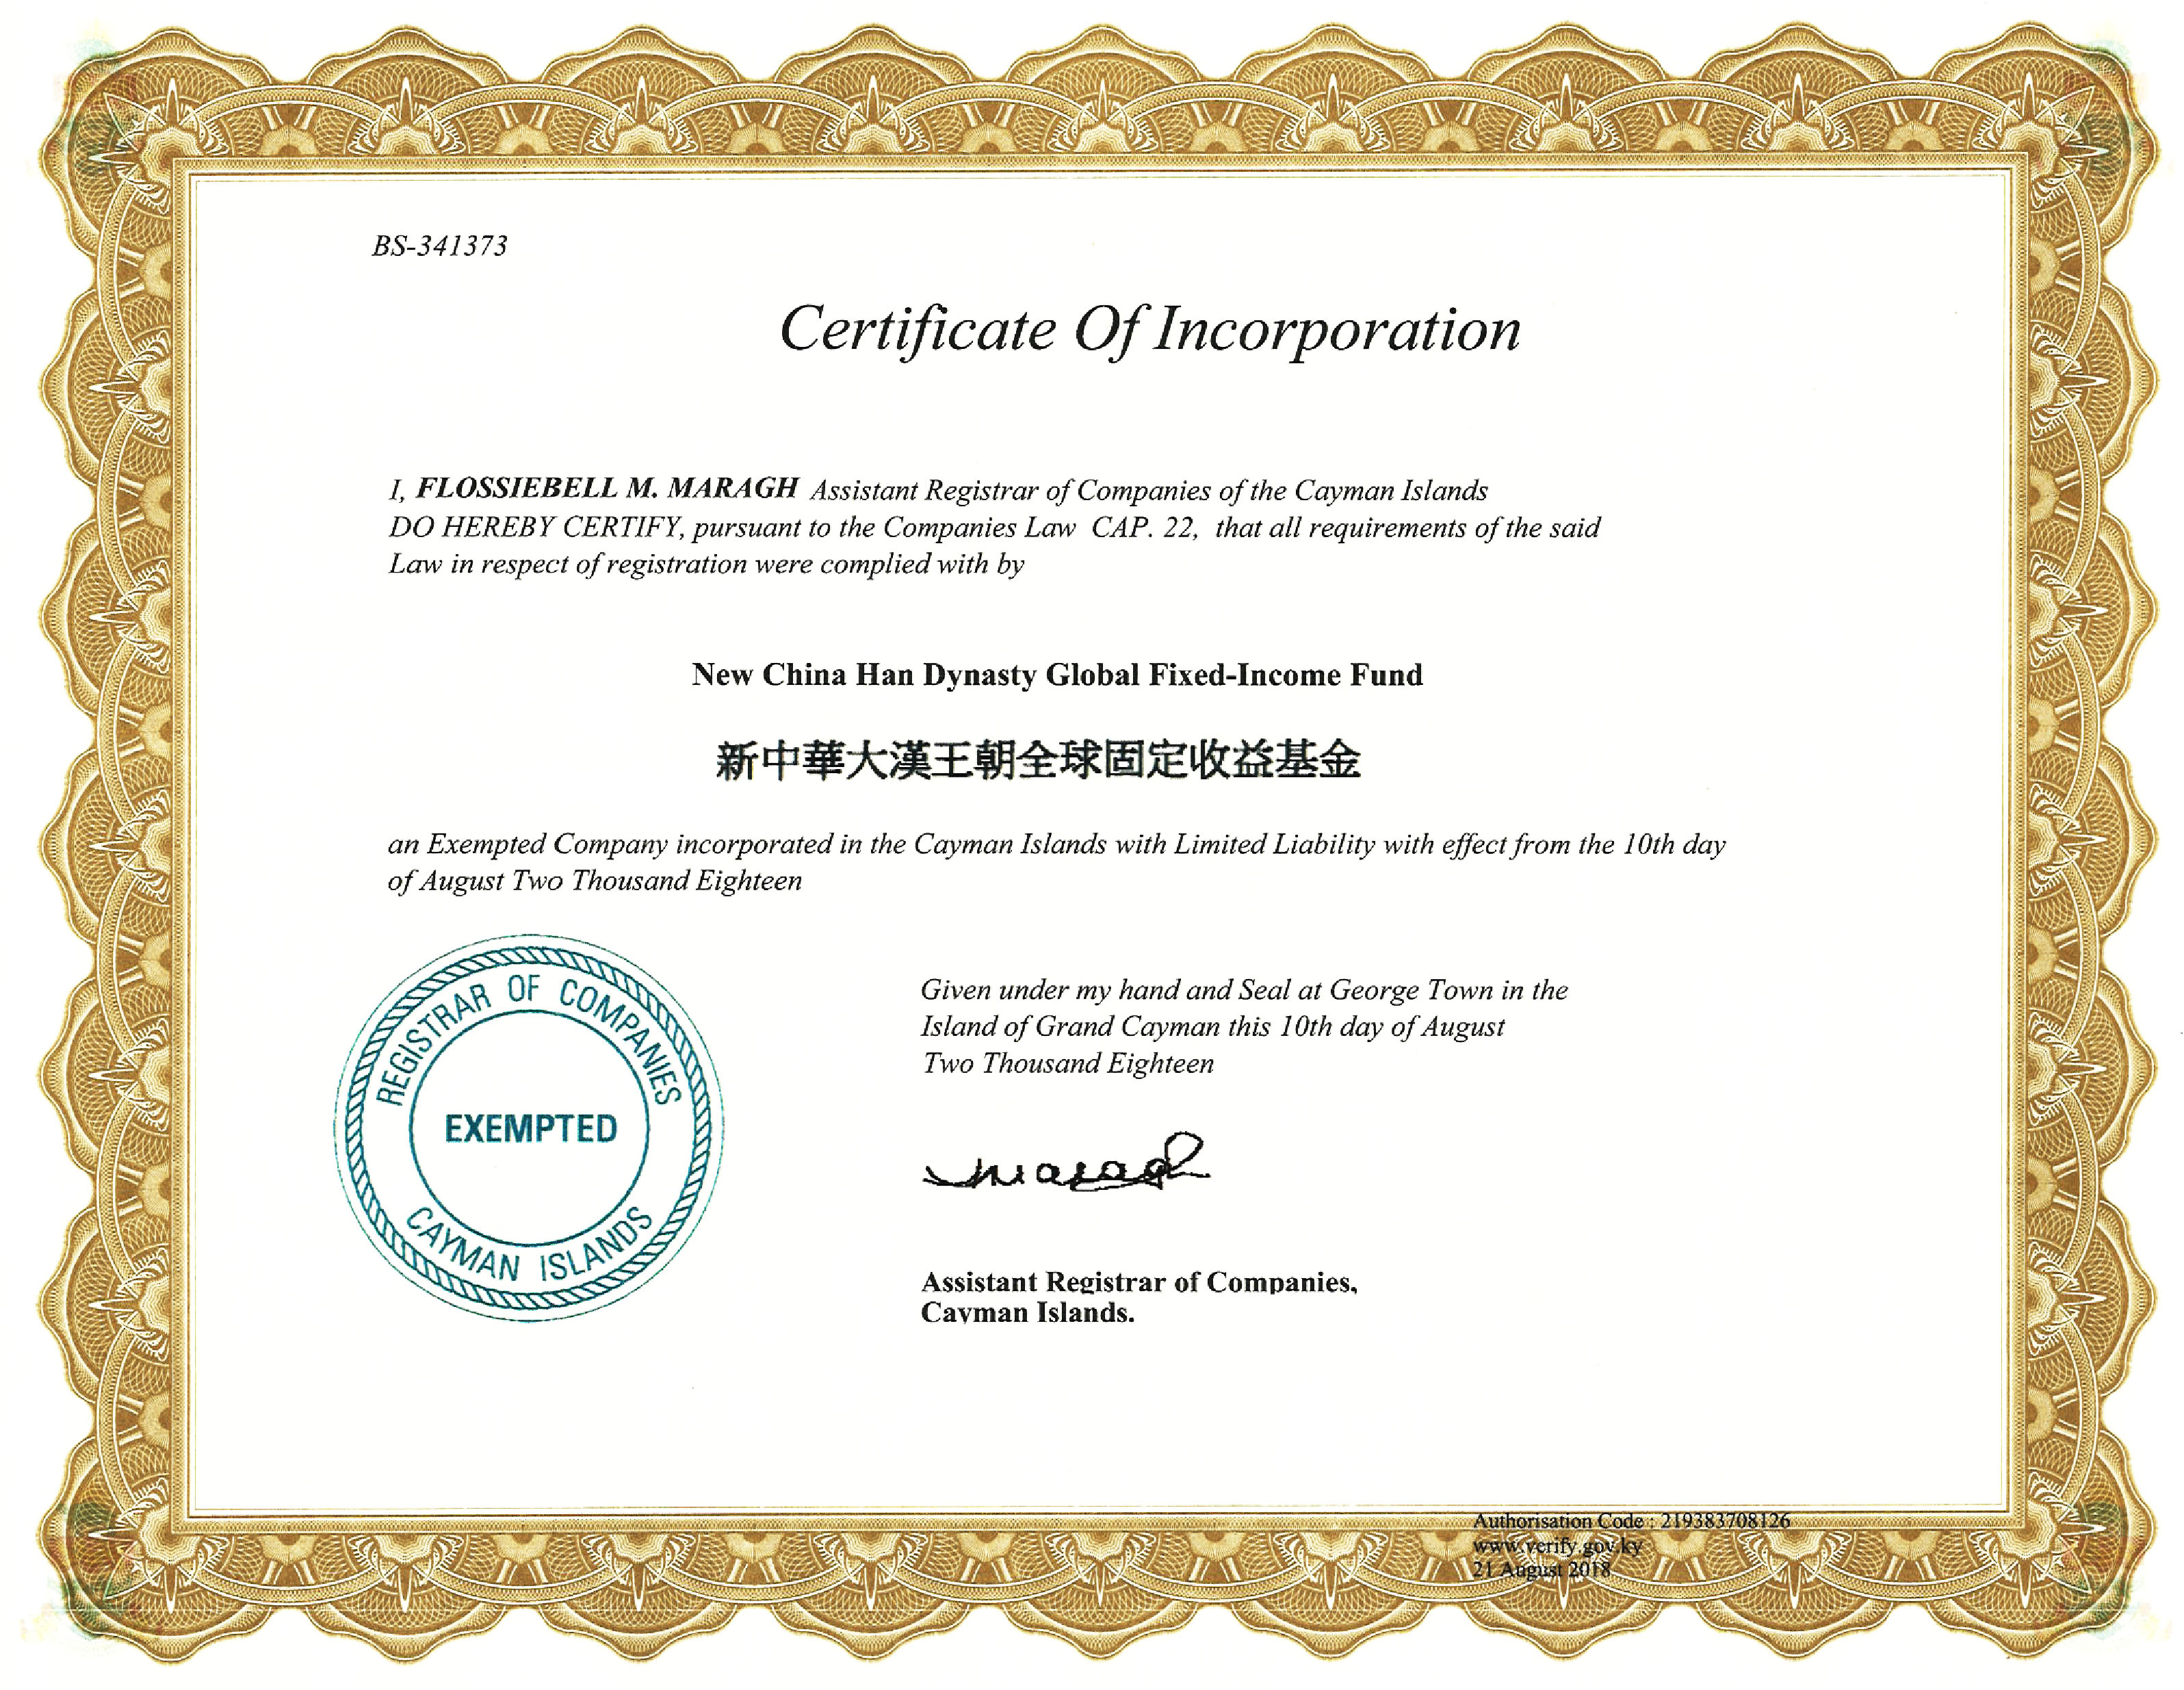 BS-341373
Certificate Of Incorporation
I, FLOSSIEBELL M. MARAGH Assistant Registrar of Companies of the Cayman Islands
DO HEREBY CERTIFY, pursuant to the Companies Law CAP. 22, that all requirements of the said
Law in respect of registration were complied with by
New China Han Dynasty Global Fixed-Income Fund
新中華大漢王朝全球固定收益基金
an Exempted Company incorporated in the Cayman Islands with Limited Liability with effect from the 10th day
of August Two Thousand Eighteen
REGISTRAR OF COMPANIES
EXEMPTED
CAYMAN ISLANDS
Given under my hand and Seal at George Town in the
Island of Grand Cayman this 10th day of August
Two Thousand Eighteen
Maragh
Assistant Registrar of Companies,
Cayman Islands.
Authorisation Code : 219383708126
www.verify.gov.ky
21 August 2018